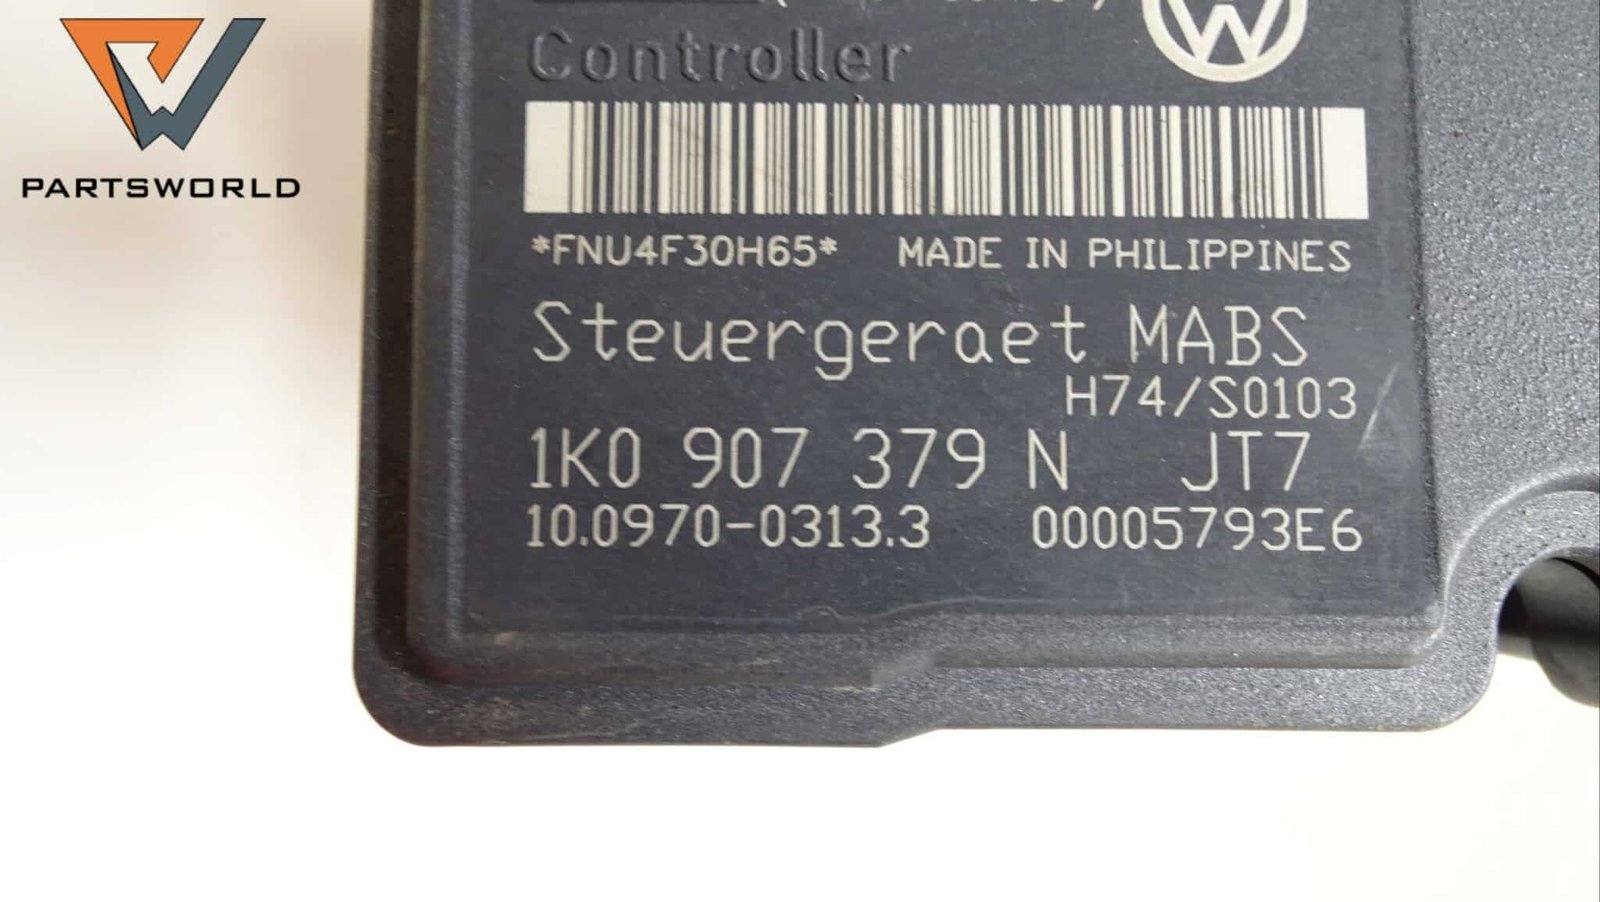 PARTSWORLD
Controller
*FNU4F30H65* MADE IN PHILIPPINES
Steuergeraet MABS
H74/S0103
1K0 907 379 N JT7
10.0970-0313.3 00005793E6